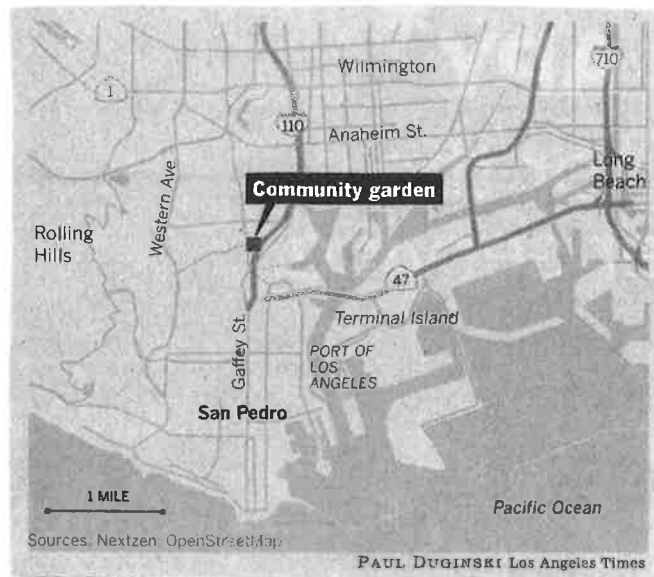 Wilmington
710
1
110
Anaheim St.
Long
Beach
Community garden
Western Ave
Rolling
Hills
47
Terminal Island
Gaffey St.
PORT OF
LOS
ANGELES
San Pedro
1 MILE
Pacific Ocean
Sources: Nextzen, OpenStreetMap
PAUL DUGINSKI Los Angeles Times